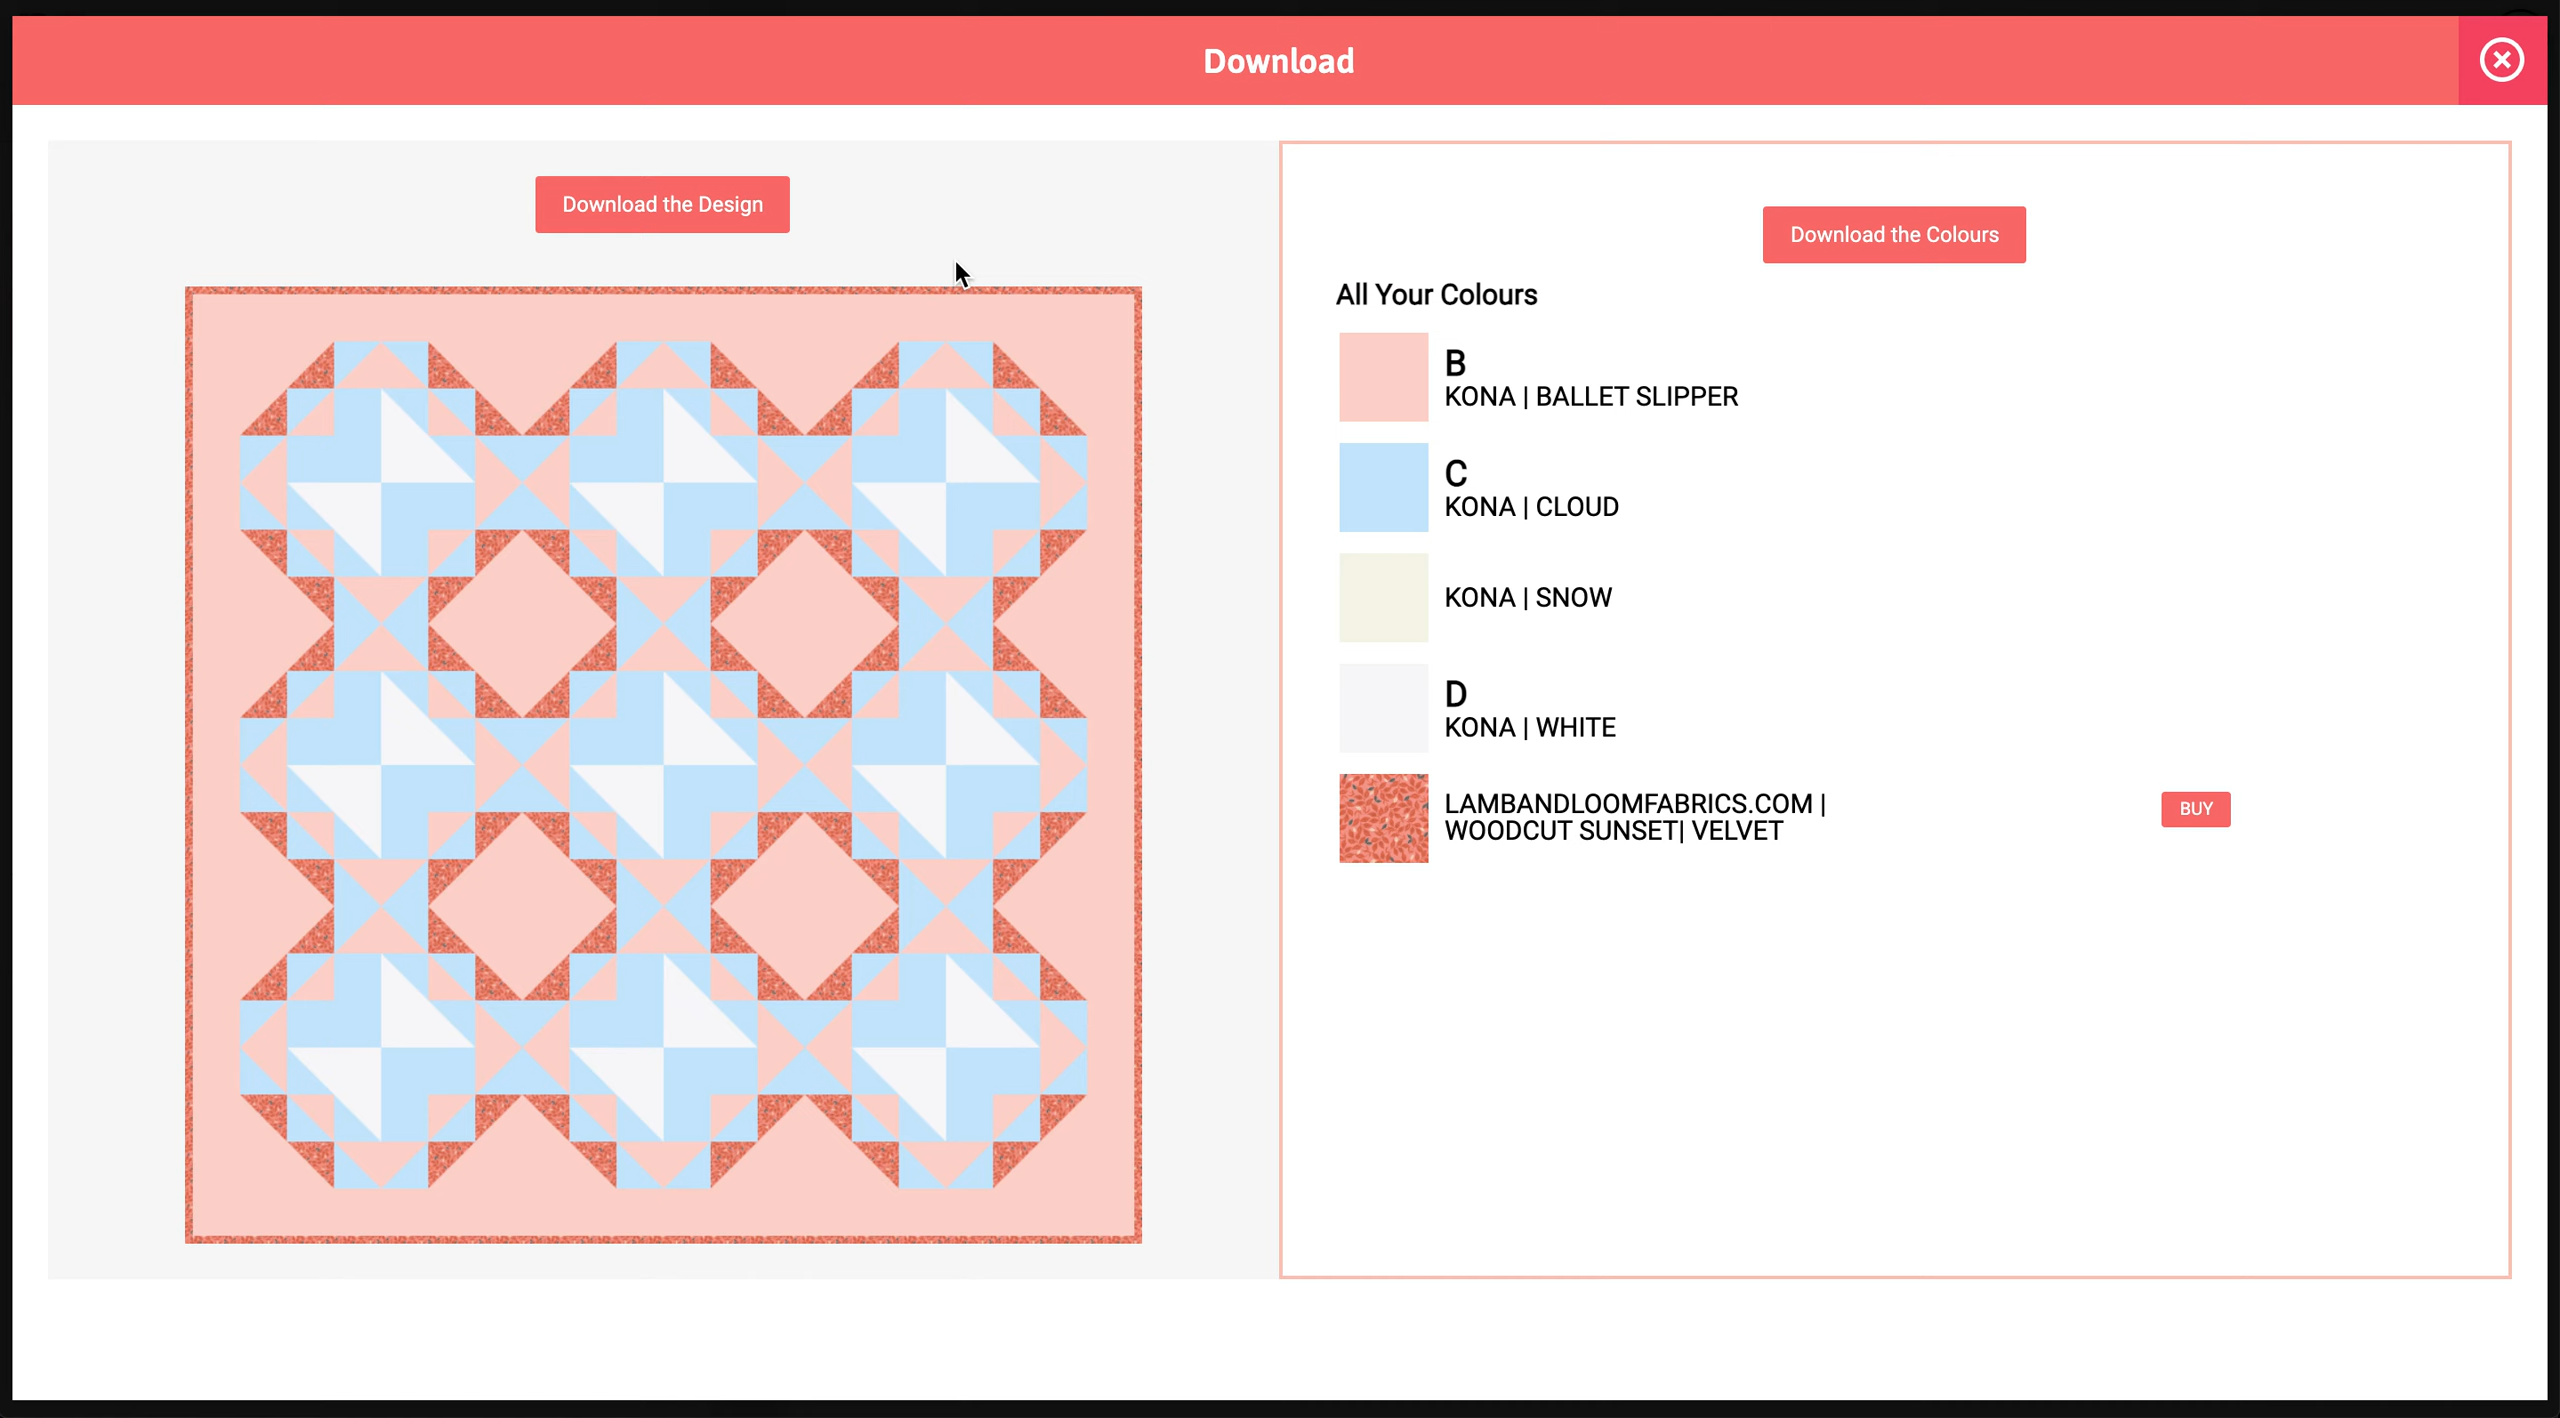 Download
Download the Design
Download the Colours
All Your Colours
B
KONA | BALLET SLIPPER
C
KONA | CLOUD
KONA | SNOW
D
KONA | WHITE
LAMBANDLOOMFABRICS.COM |
WOODCUT SUNSET| VELVET
BUY